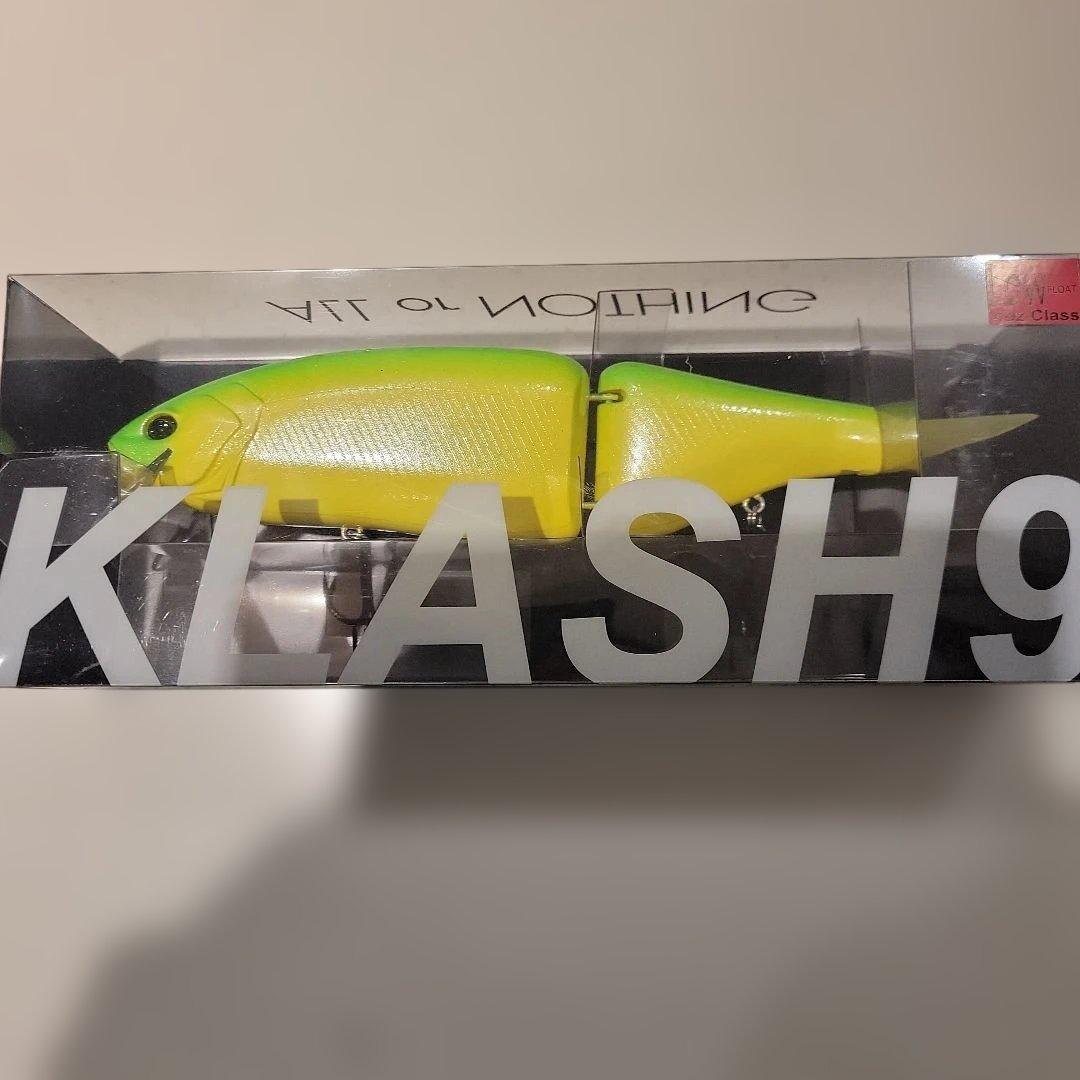 ALL or NOTHING
FLOAT
Class
KLASH9